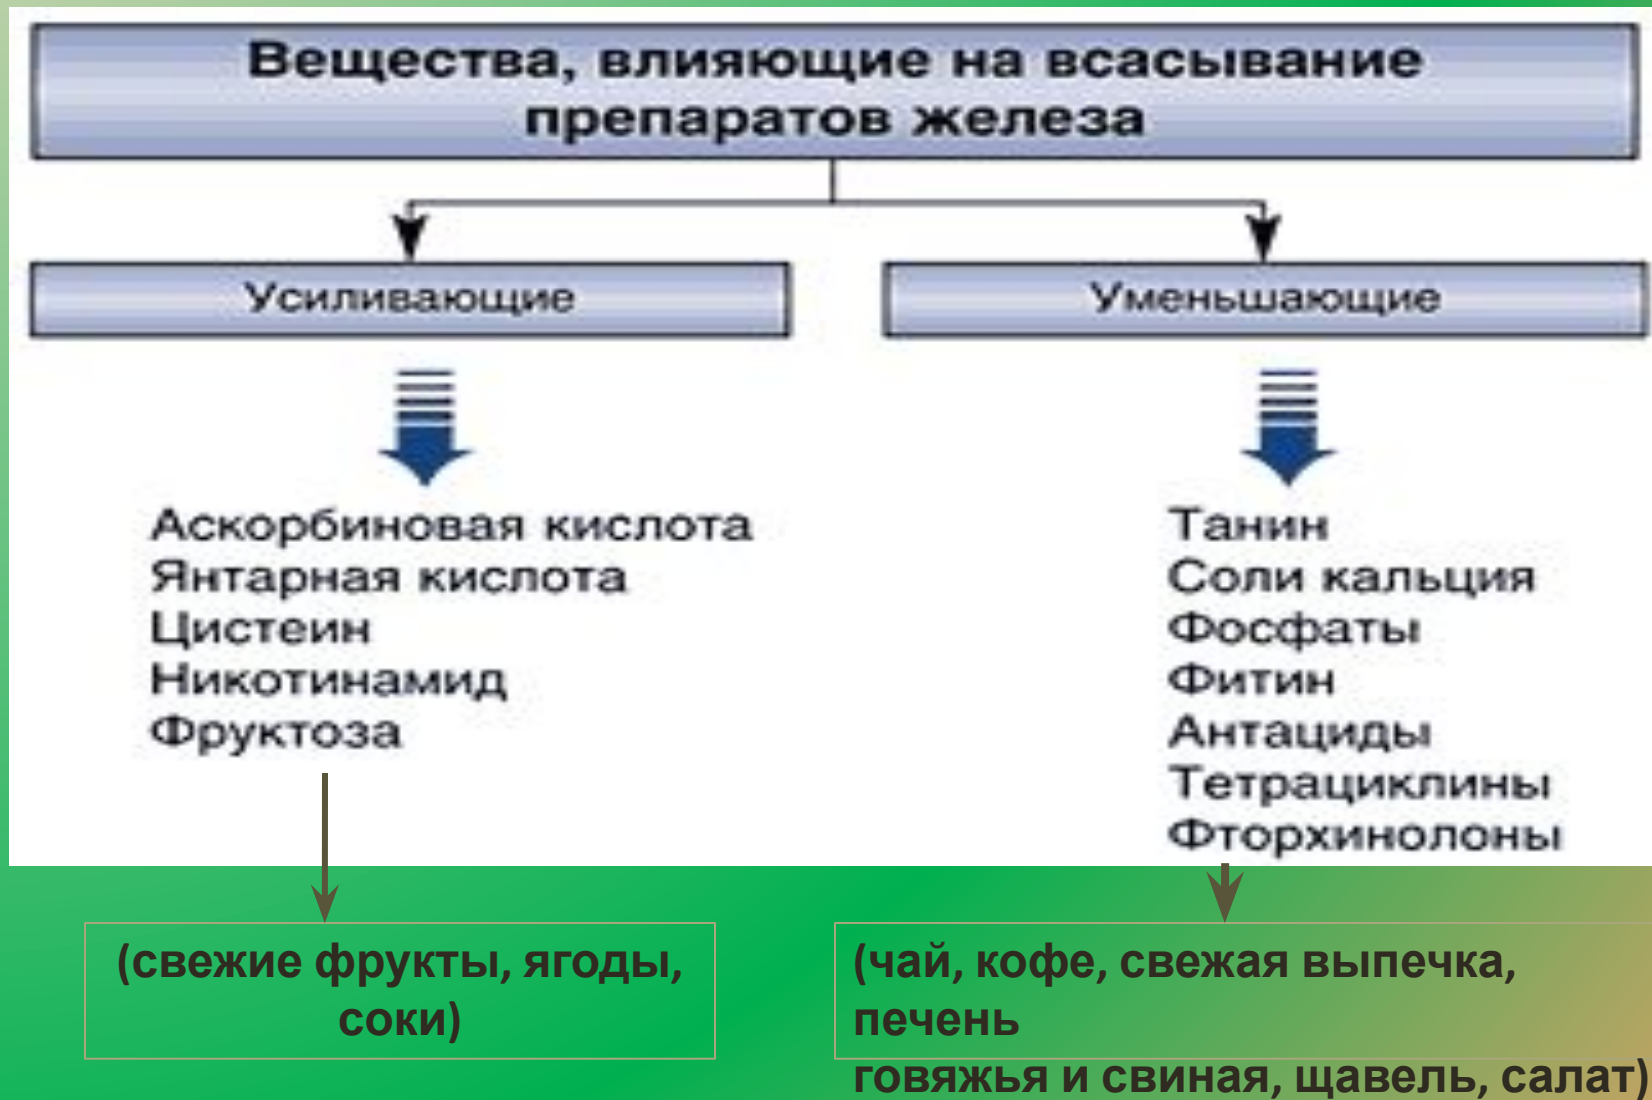 Вещества, влияющие на всасывание
препаратов железа
Усиливающие
Уменьшающие
Аскорбиновая кислота
Янтарная кислота
Цистеин
Никотинамид
Фруктоза
Танин
Соли кальция
Фосфаты
Фитин
Антациды
Тетрациклины
Фторхинолоны
(свежие фрукты, ягоды,
соки)
(чай, кофе, свежая выпечка,
печень
говяжья и свиная, щавель, салат)